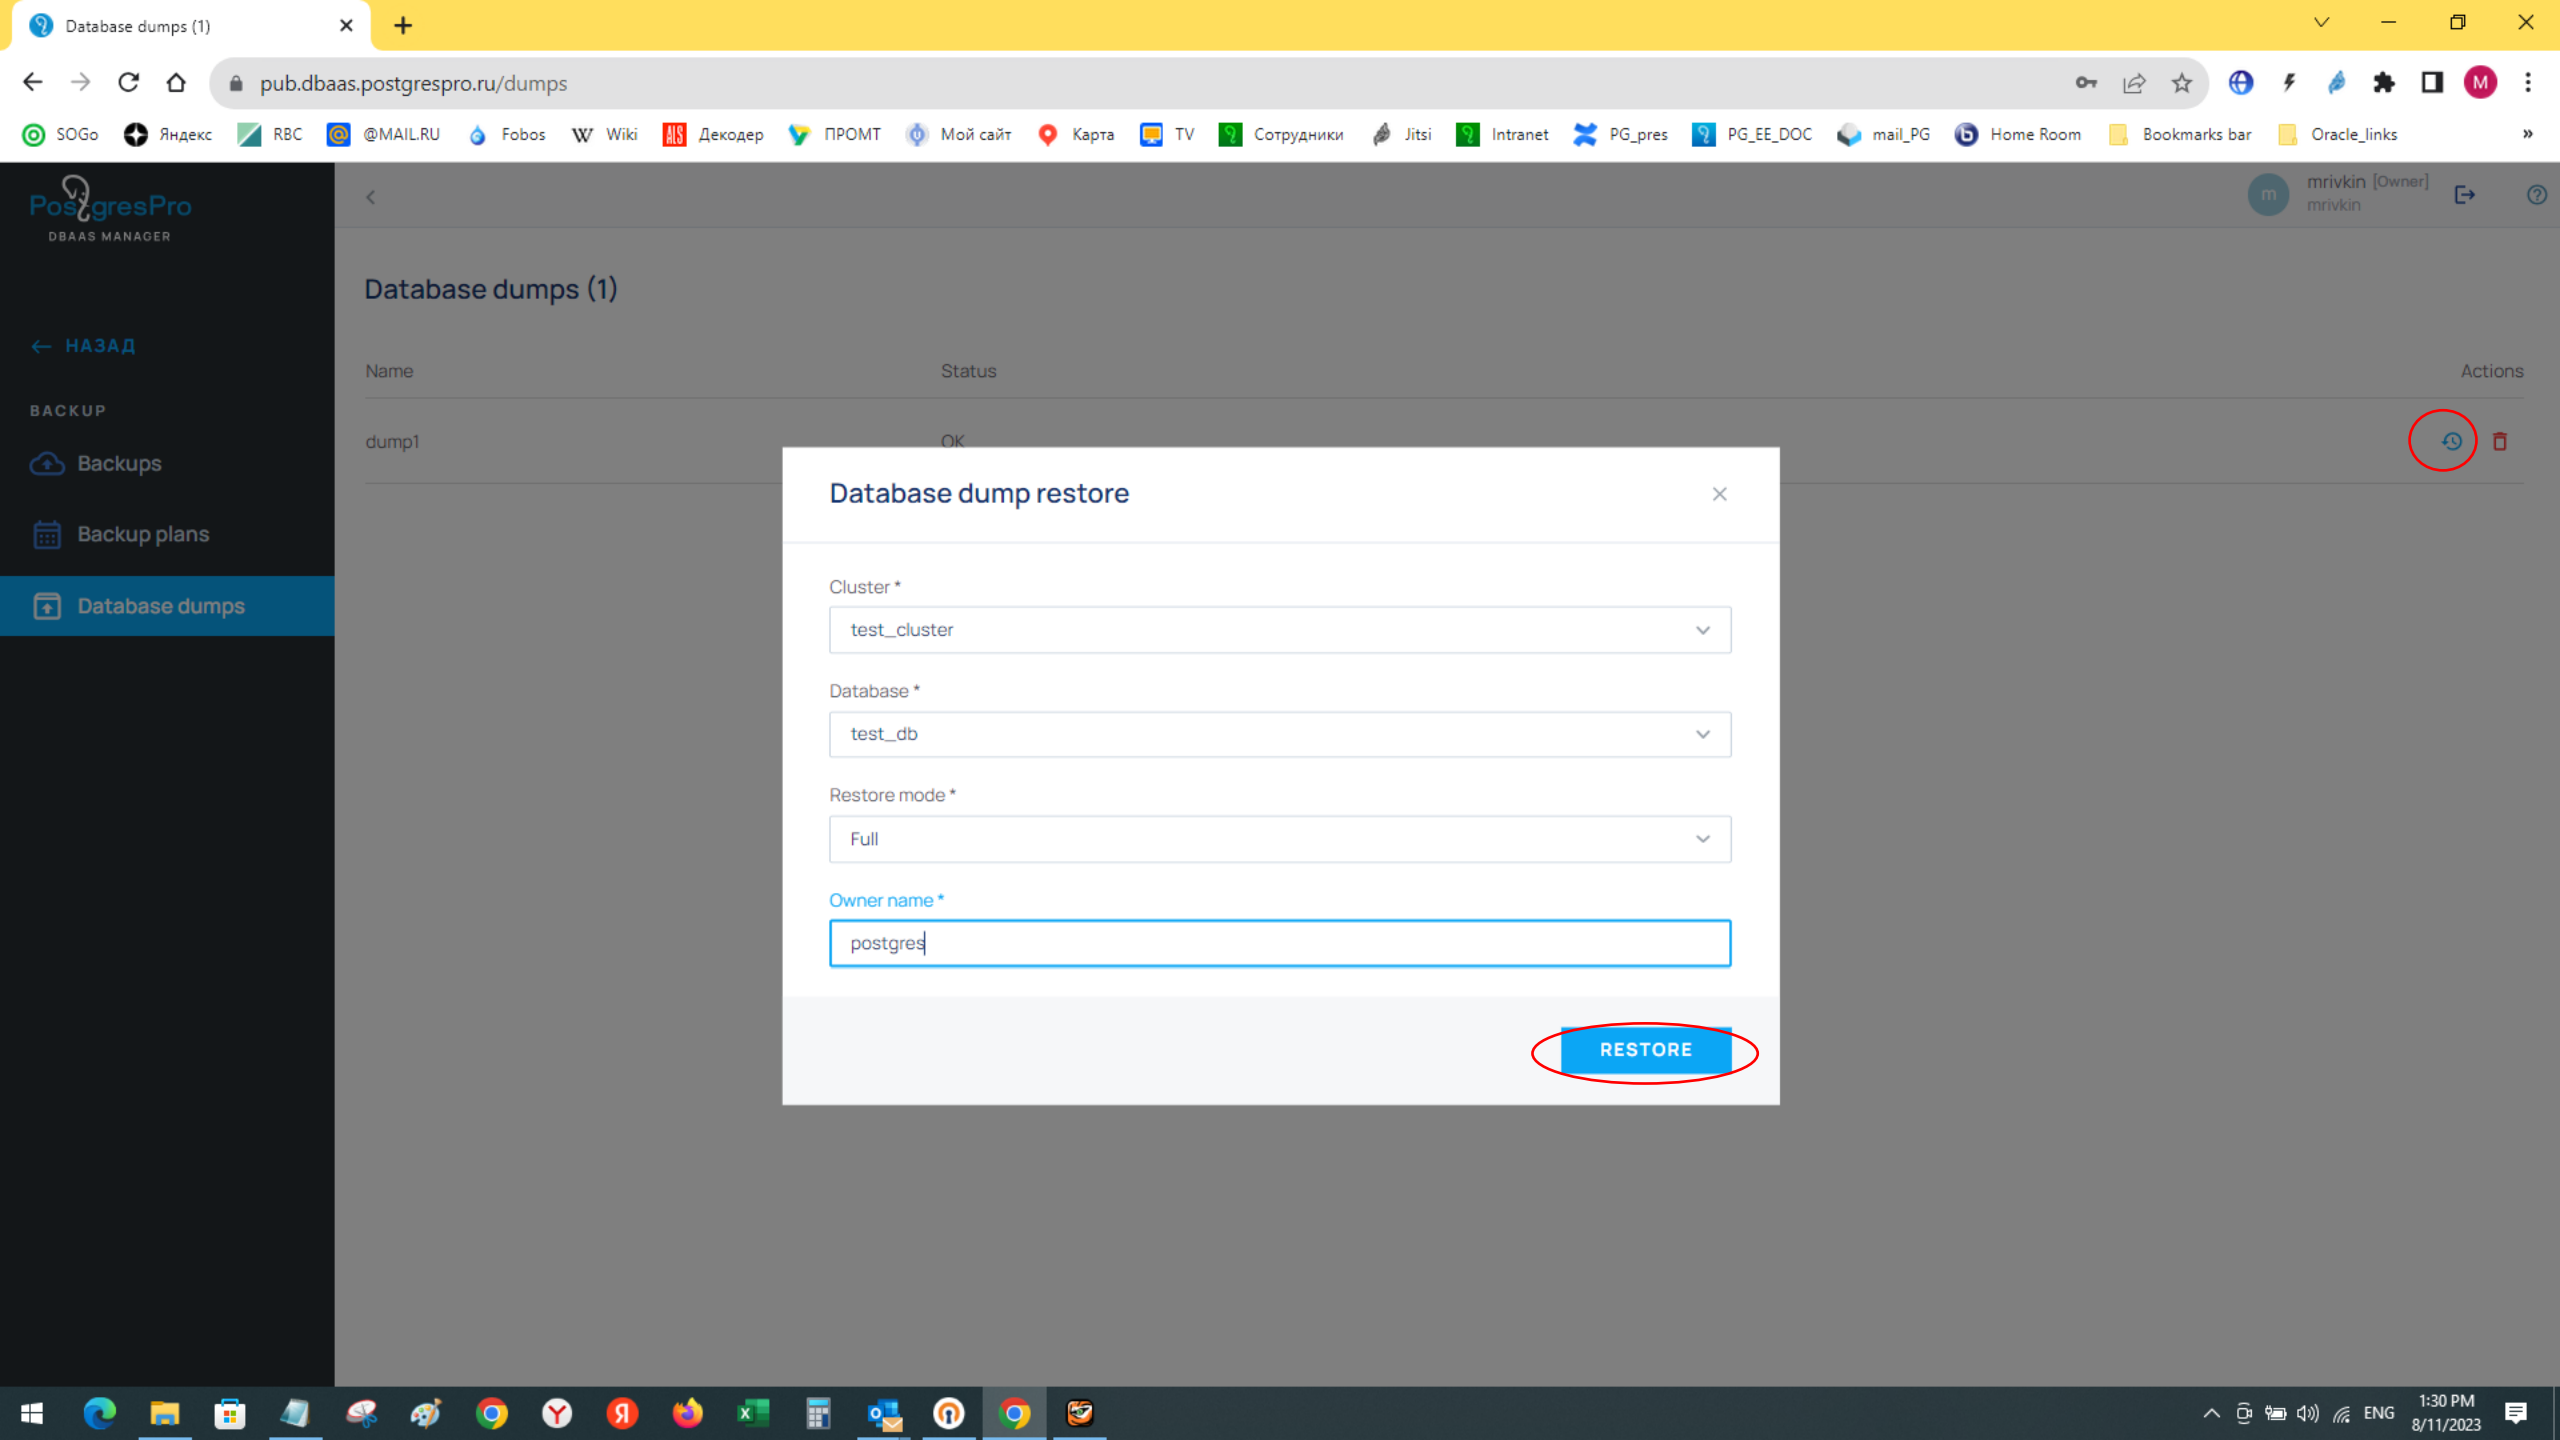 Database dumps (1)
pub.dbaas.postgrespro.ru/dumps
M
SOGo Яндекс RBC @MAIL.RU Fobos Wiki Декодер ПРОМТ Мой сайт Карта TV Сотрудники Jitsi Intranet PG_pres PG_EE_DOC mail_PG Home Room Bookmarks bar Oracle_links »
PostgresPro
DBAAS MANAGER
m
mrivkin [Owner]
mrivkin
Database dumps (1)
НАЗАД
Name Status Actions
BACKUP
dump1 OK
Backups
Backup plans
Database dumps
Database dump restore
Cluster *
test_cluster
Database *
test_db
Restore mode *
Full
Owner name *
postgres
RESTORE
ENG
1:30 PM
8/11/2023